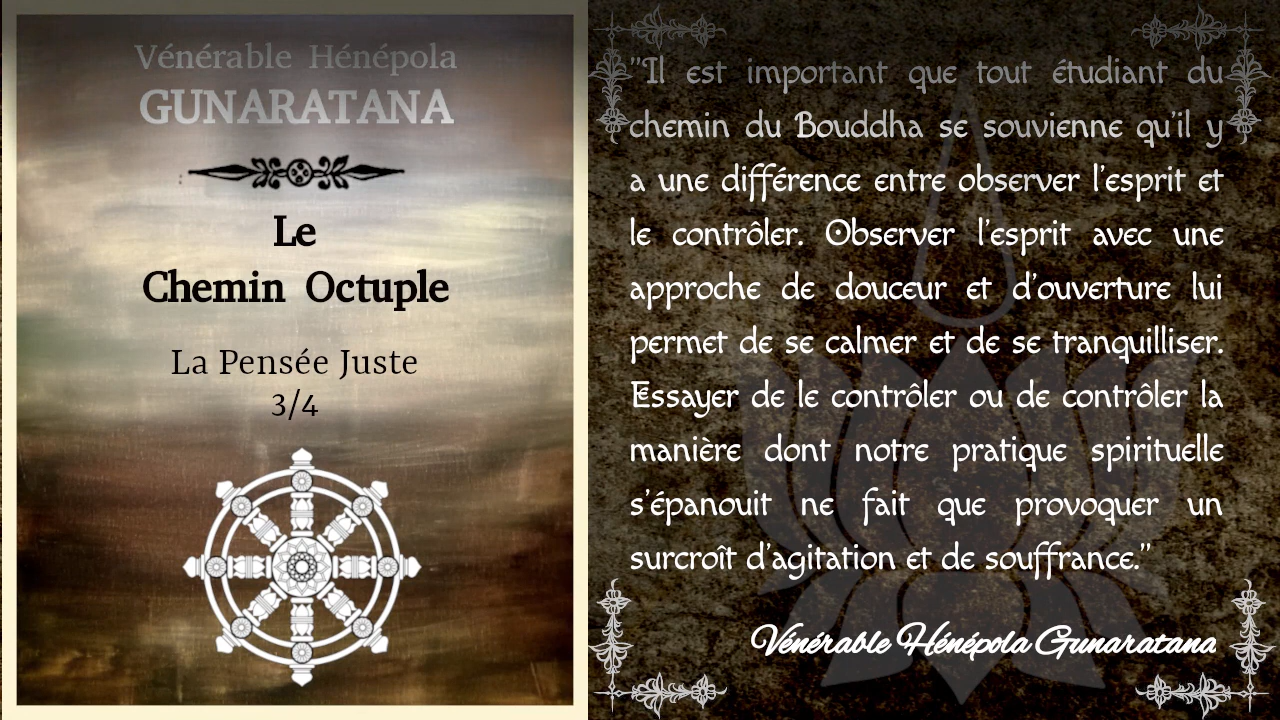 Vénérable Hénépola
GUNARATANA
Le
Chemin Octuple
La Pensée Juste
3/4
"Il est important que tout étudiant du
chemin du Bouddha se souvienne qu'il y
a une différence entre observer l'esprit et
le contrôler. Observer l'esprit avec une
approche de douceur et d'ouverture lui
permet de se calmer et de se tranquilliser.
Essayer de le contrôler ou de contrôler la
manière dont notre pratique spirituelle
s'épanouit ne fait que provoquer un
surcroît d'agitation et de souffrance."
Vénérable Hénépola Gunaratana